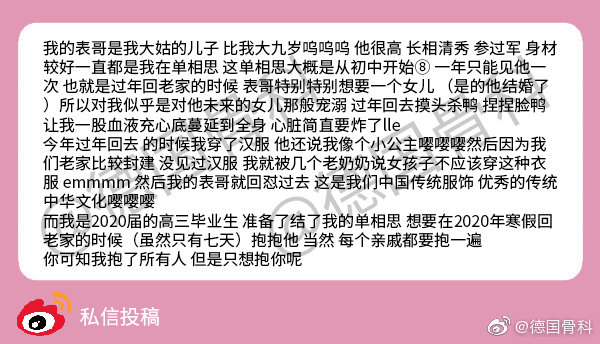 我的表哥是我大姑的儿子 比我大九岁呜呜呜 他很高 长相清秀 参过军 身材
较好一直都是我在单相思 这单相思大概是从初中开始⑧ 一年只能见他一
次 也就是过年回老家的时候 表哥特别特别想要一个女儿 （是的他结婚了
）所以对我似乎是对他未来的女儿那般宠溺 过年回去摸头杀鸭 捏捏脸鸭
让我一股血液充心底蔓延到全身 心脏简直要炸了lle
今年过年回去 的时候我穿了汉服 他还说我像个小公主嘤嘤嘤然后因为我
们老家比较封建 没见过汉服 我就被几个老奶奶说女孩子不应该穿这种衣
服 emmmm 然后我的表哥就回怼过去 这是我们中国传统服饰 优秀的传统
中华文化嘤嘤嘤
而我是2020届的高三毕业生 准备了结了我的单相思 想要在2020年寒假回
老家的时候（虽然只有七天）抱抱他 当然 每个亲戚都要抱一遍
你可知我抱了所有人 但是只想抱你呢
@德国骨科
@德国骨科
私信投稿
@德国骨科